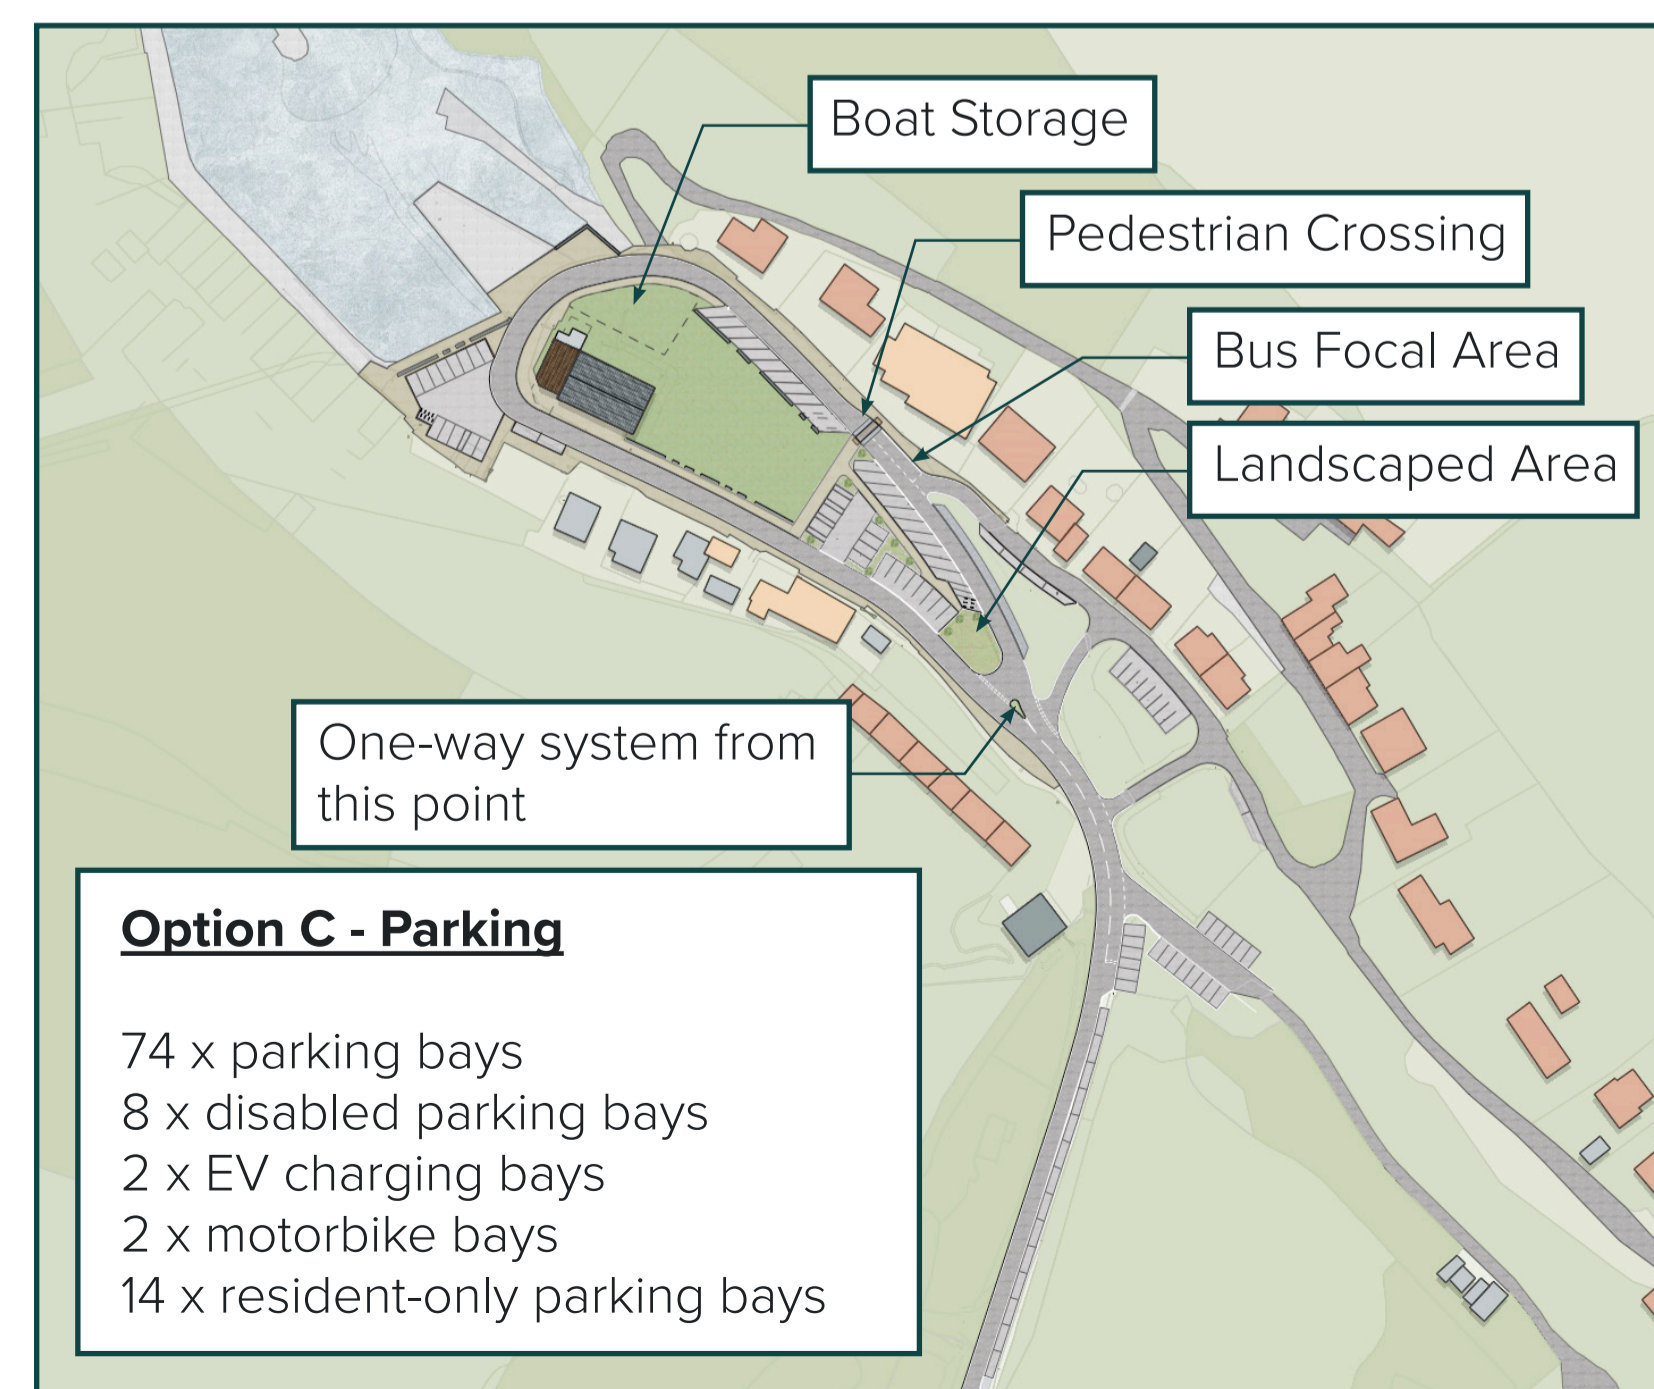 Boat Storage
Pedestrian Crossing
Bus Focal Area
Landscaped Area
One-way system from
this point
Option C - Parking
74 x parking bays
8 x disabled parking bays
2 x EV charging bays
2 x motorbike bays
14 x resident-only parking bays